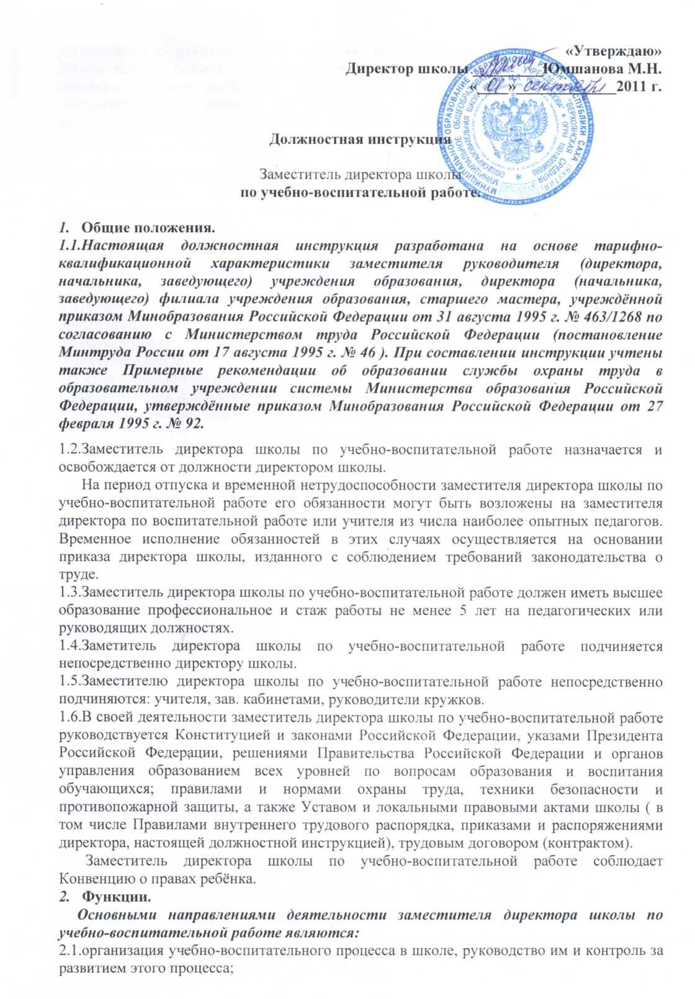 «Утверждаю»
Директор школы.________Юмшанова М.Н.
«____» сентября 2011 г.
Должностная инструкция
Заместитель директора школы
по учебно-воспитательной работе.
1. Общие положения.
1.1.Настоящая должностная инструкция разработана на основе тарифно-
квалификационной характеристики заместителя руководителя (директора,
начальника, заведующего) учреждения образования, директора (начальника,
заведующего) филиала учреждения образования, старшего мастера, учреждённой
приказом Минобразования Российской Федерации от 31 августа 1995 г. № 463/1268 по
согласованию с Министерством труда Российской Федерации (постановление
Минтруда России от 17 августа 1995 г. № 46 ). При составлении инструкции учтены
также Примерные рекомендации об образовании службы охраны труда в
образовательном учреждении системы Министерства образования Российской
Федерации, утверждённые приказом Минобразования Российской Федерации от 27
февраля 1995 г. № 92.
1.2.Заместитель директора школы по учебно-воспитательной работе назначается и
освобождается от должности директором школы.
На период отпуска и временной нетрудоспособности заместителя директора школы по
учебно-воспитательной работе его обязанности могут быть возложены на заместителя
директора по воспитательной работе или учителя из числа наиболее опытных педагогов.
Временное исполнение обязанностей в этих случаях осуществляется на основании
приказа директора школы, изданного с соблюдением требований законодательства о
труде.
1.3.Заместитель директора школы по учебно-воспитательной работе должен иметь высшее
образование профессиональное и стаж работы не менее 5 лет на педагогических или
руководящих должностях.
1.4.Заметитель директора школы по учебно-воспитательной работе подчиняется
непосредственно директору школы.
1.5.Заместителю директора школы по учебно-воспитательной работе непосредственно
подчиняются: учителя, зав. кабинетами, руководители кружков.
1.6.В своей деятельности заместитель директора школы по учебно-воспитательной работе
руководствуется Конституцией и законами Российской Федерации, указами Президента
Российской Федерации, решениями Правительства Российской Федерации и органов
управления образованием всех уровней по вопросам образования и воспитания
обучающихся; правилами и нормами охраны труда, техники безопасности и
противопожарной защиты, а также Уставом и локальными правовыми актами школы ( в
том числе Правилами внутреннего трудового распорядка, приказами и распоряжениями
директора, настоящей должностной инструкцией), трудовым договором (контрактом).
Заместитель директора школы по учебно-воспитательной работе соблюдает
Конвенцию о правах ребёнка.
2. Функции.
Основными направлениями деятельности заместителя директора школы по
учебно-воспитательной работе являются:
2.1.организация учебно-воспитательного процесса в школе, руководство им и контроль за
развитием этого процесса;